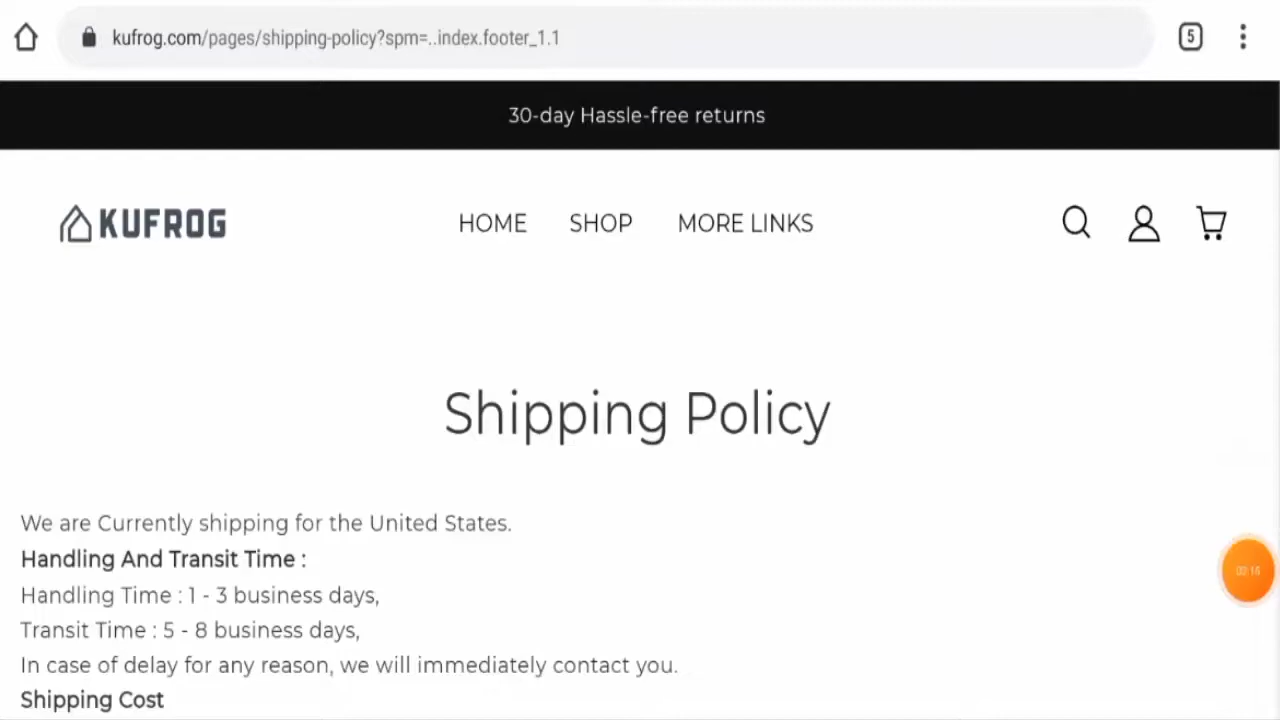 kufrog.com/pages/shipping-policy?spm=..index.footer_1.1
5
30-day Hassle-free returns
KUFROG
HOME
SHOP
MORE LINKS
Shipping Policy
We are Currently shipping for the United States.
Handling And Transit Time :
Handling Time : 1 - 3 business days,
Transit Time : 5 - 8 business days,
In case of delay for any reason, we will immediately contact you.
Shipping Cost